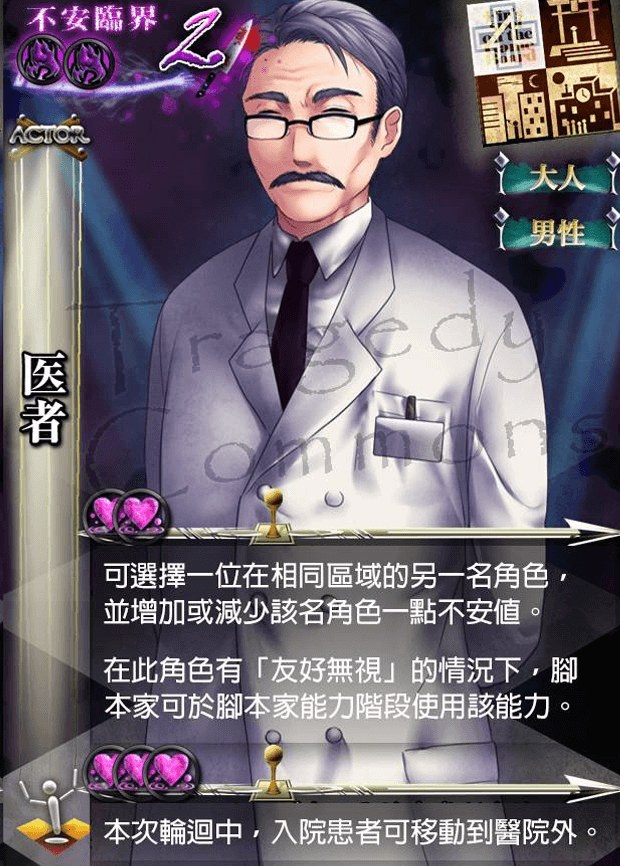 不安臨界
2
ACTOR
大人
男性
医者
Tragedy
Commons
可選擇一位在相同區域的另一名角色，
並增加或減少該名角色一點不安值。
在此角色有「友好無視」的情況下，腳
本家可於腳本家能力階段使用該能力。
本次輪迴中，入院患者可移動到醫院外。